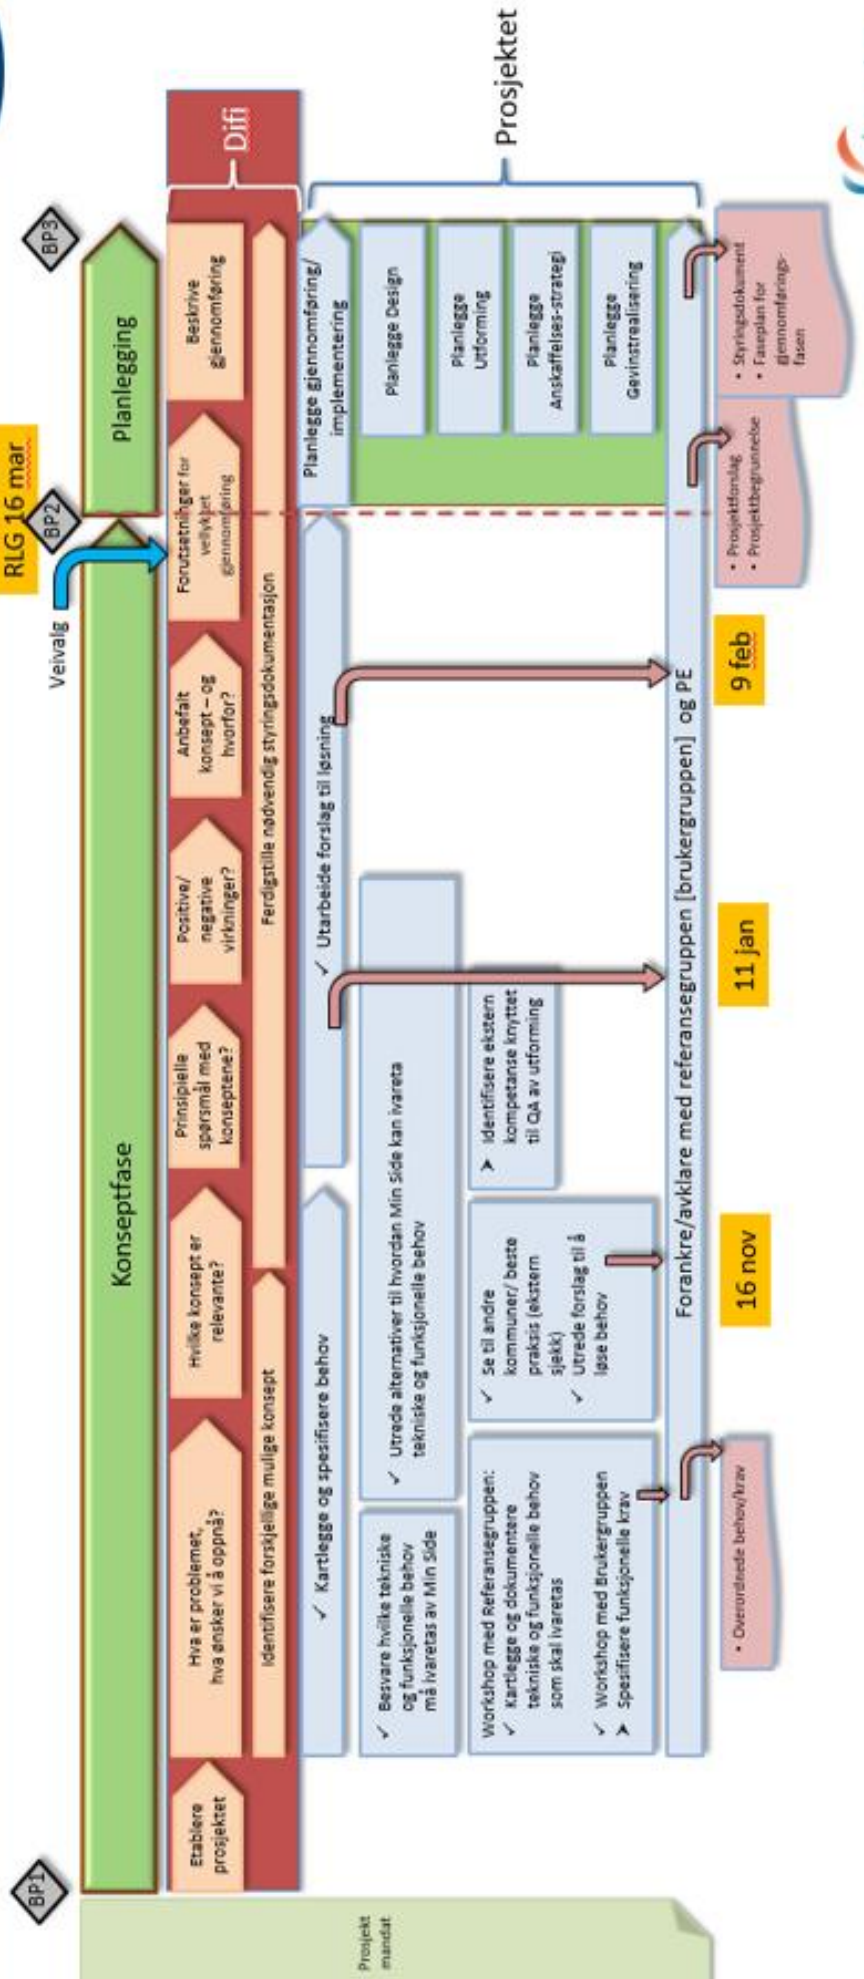 RLG 16 mar
BP1
BP2
BP3
Veivalg
Konseptfase
Planlegging
Prosjekt
mandat
Etablere
prosjektet
Hva er problemet,
hva ønsker vi å oppnå?
Hvilke konsept er
relevante?
Prinsipielle
spørsmål med
konseptene?
Positive/
negative
virkninger?
Anbefalt
konsept – og
hvorfor?
Forutsetninger for
vellykket
gjennomføring
Beskrive
gjennomføring
Difi
Identifisere forskjellige mulige konsept
Ferdigstille nødvendig styringsdokumentasjon
✓ Kartlegge og spesifisere behov
✓ Utarbeide forslag til løsning
Planlegge gjennomføring/
implementering
✓ Besvare hvilke tekniske
og funksjonelle behov
må ivaretas av Min Side
✓ Utrede alternativer til hvordan Min side kan ivareta
tekniske og funksjonelle behov
Planlegge Design
Planlegge
Utforming
Planlegge
Anskaffelses-strategi
Planlegge
Gevinstrealisering
Prosjektet
Workshop med Referansegruppen:
✓ Kartlegge og dokumentere
tekniske og funksjonelle behov
som skal ivaretas
✓ Workshop med Brukergruppen
➤ Spesifisere funksjonelle krav
✓ Se til andre
kommuner/ beste
praksis (ekstern
sjekk)
✓ Utrede forslag til å
løse behov
➤ Identifisere ekstern
kompetanse knyttet
til QA av utforming
Forankre/avklare med referansegruppen [brukergruppen] og PE
• Overordnede behov/krav
16 nov
11 jan
9 feb
• Prosjektforslag
• Prosjektbegrunnelse
• Styringsdokument
• Faseplan for
gjennomførings-
fasen